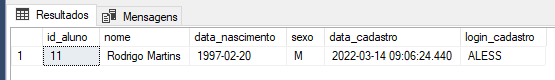 Resultados Mensagens
id_aluno nome data_nascimento sexo data_cadastro login_cadastro
1 11 Rodrigo Martins 1997-02-20 M 2022-03-14 09:06:24.440 ALESS